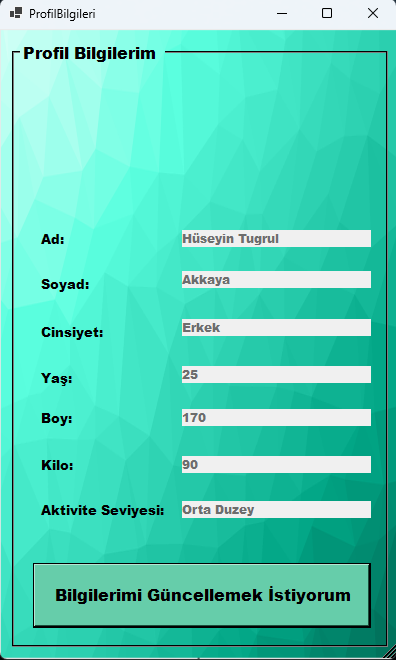 ProfilBilgileri
Profil Bilgilerim
Ad: Hüseyin Tugrul
Soyad: Akkaya
Cinsiyet: Erkek
Yaş: 25
Boy: 170
Kilo: 90
Aktivite Seviyesi: Orta Duzey
Bilgilerimi Güncellemek İstiyorum